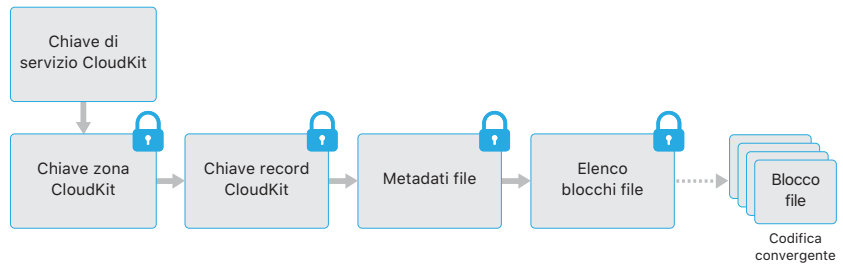 Chiave di
servizio CloudKit
Chiave zona
CloudKit
Chiave record
CloudKit
Metadati file
Elenco
blocchi file
Blocco
file
Codifica
convergente